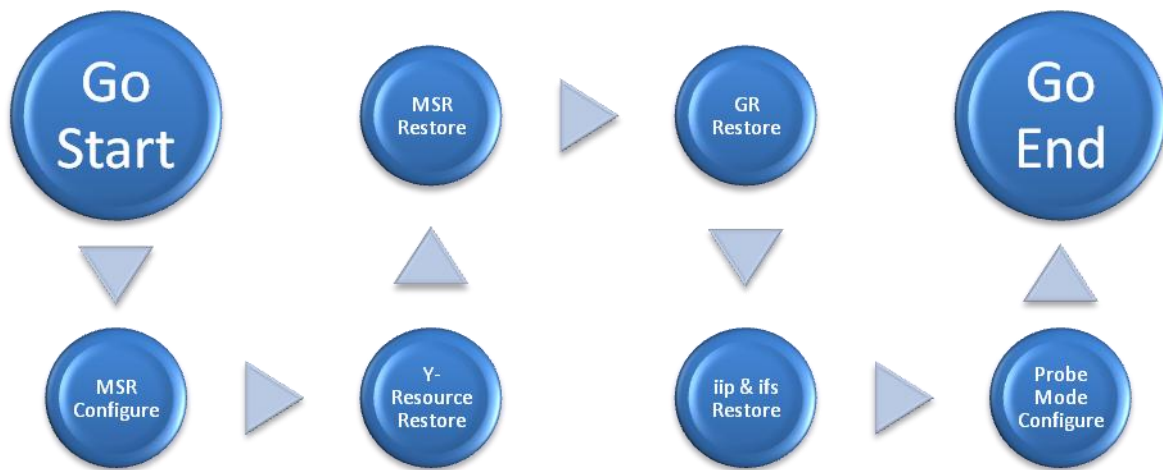 Go
Start
MSR
Configure
Y-
Resource
Restore
MSR
Restore
GR
Restore
iip & ifs
Restore
Probe
Mode
Configure
Go
End